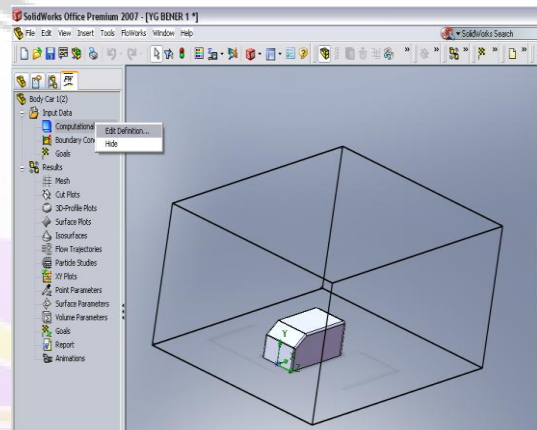 SolidWorks Office Premium 2007 - [YG BENER 1 *]
File Edit View Insert Tools FloWorks Window Help
SolidWorks Search
Body Car 1(2)
Input Data
Computational
Edit Definition...
Boundary Con
Hide
Goals
Results
Mesh
Cut Plots
3D-Profile Plots
Surface Plots
Isosurfaces
Flow Trajectories
Particle Studies
XY Plots
Point Parameters
Surface Parameters
Volume Parameters
Goals
Report
Animations
Y
Z